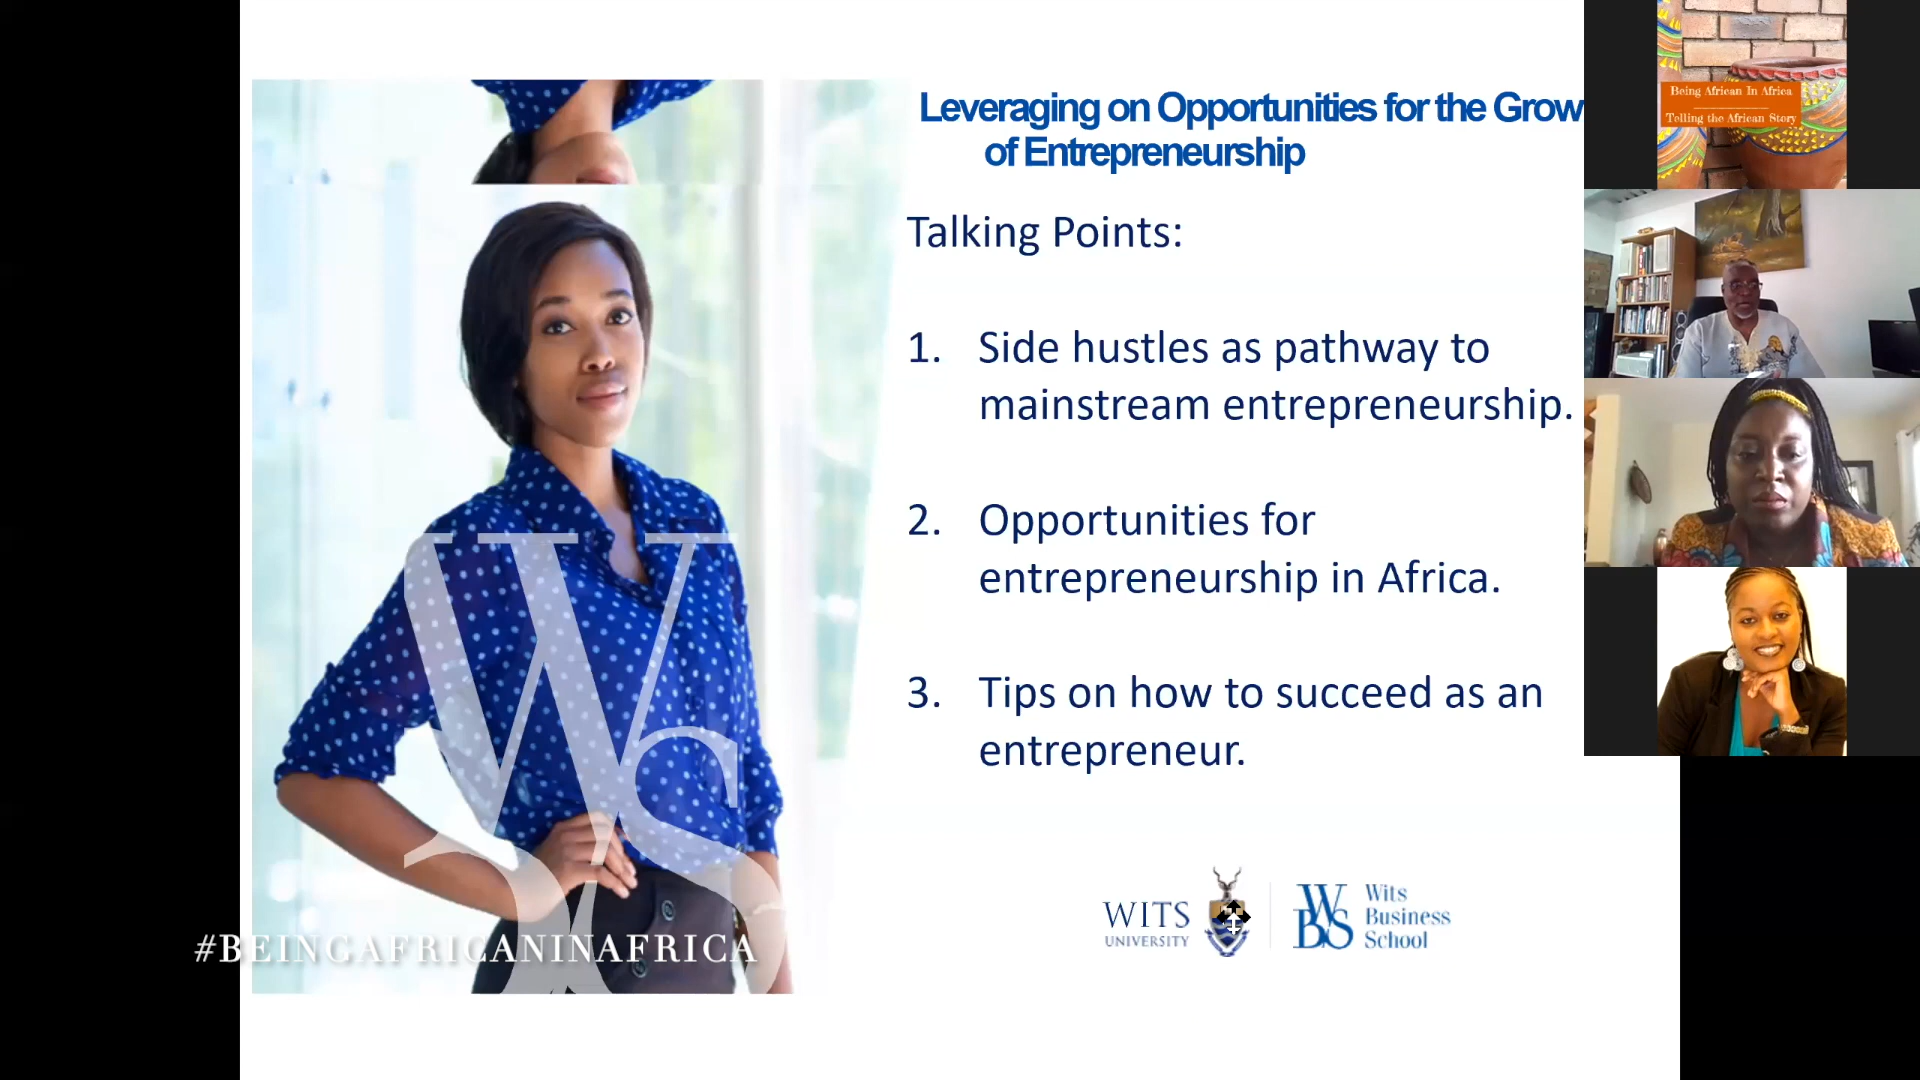 Leveraging on Opportunities for the Grow
of Entrepreneurship
Talking Points:
1. Side hustles as pathway to
mainstream entrepreneurship.
2. Opportunities for
entrepreneurship in Africa.
3. Tips on how to succeed as an
entrepreneur.
WITS
UNIVERSITY
WBS
Wits
Business
School
#BEINGAFRICANINAFRICA
Being African In Africa
Telling the African Story